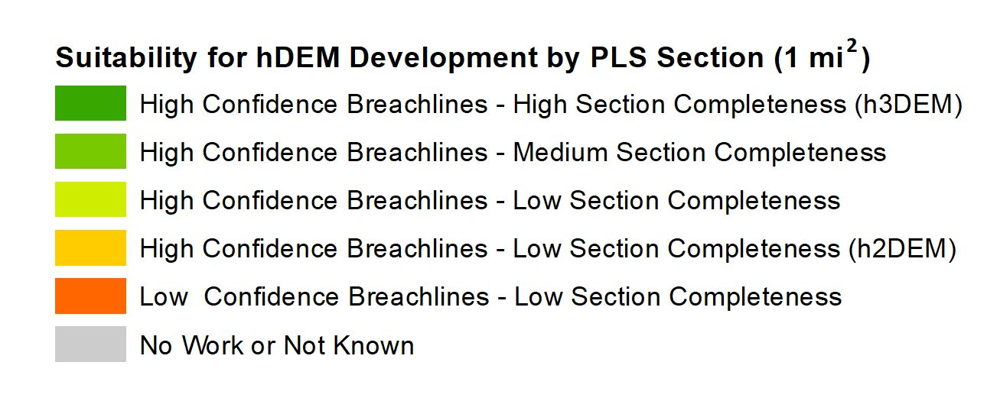 Suitability for hDEM Development by PLS Section (1 mi²)
High Confidence Breachlines - High Section Completeness (h3DEM)
High Confidence Breachlines - Medium Section Completeness
High Confidence Breachlines - Low Section Completeness
High Confidence Breachlines - Low Section Completeness (h2DEM)
Low  Confidence Breachlines - Low Section Completeness
No Work or Not Known